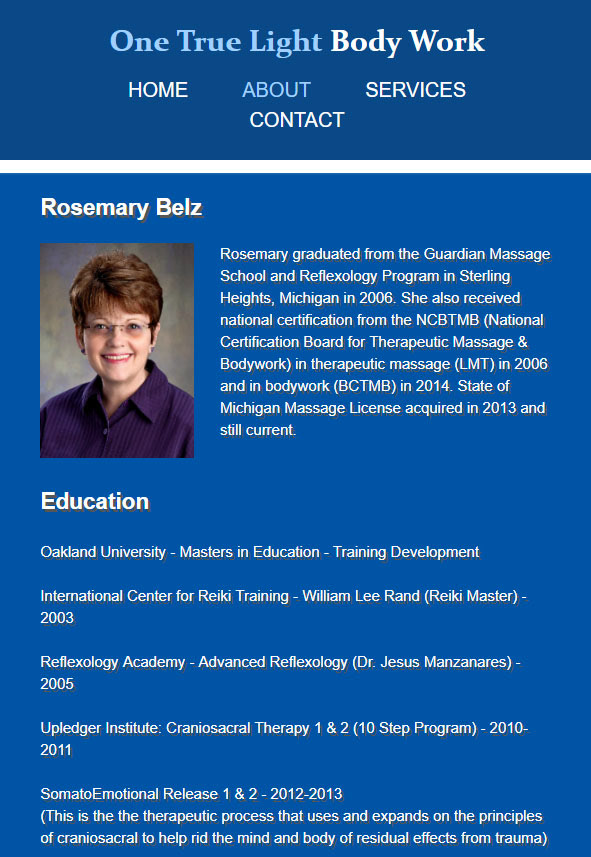 One True Light Body Work
HOME ABOUT SERVICES
CONTACT
Rosemary Belz
Rosemary graduated from the Guardian Massage
School and Reflexology Program in Sterling
Heights, Michigan in 2006. She also received
national certification from the NCBTMB (National
Certification Board for Therapeutic Massage &
Bodywork) in therapeutic massage (LMT) in 2006
and in bodywork (BCTMB) in 2014. State of
Michigan Massage License acquired in 2013 and
still current.
Education
Oakland University - Masters in Education - Training Development
International Center for Reiki Training - William Lee Rand (Reiki Master) -
2003
Reflexology Academy - Advanced Reflexology (Dr. Jesus Manzanares) -
2005
Upledger Institute: Craniosacral Therapy 1 & 2 (10 Step Program) - 2010-
2011
SomatoEmotional Release 1 & 2 - 2012-2013
(This is the the therapeutic process that uses and expands on the principles
of craniosacral to help rid the mind and body of residual effects from trauma)